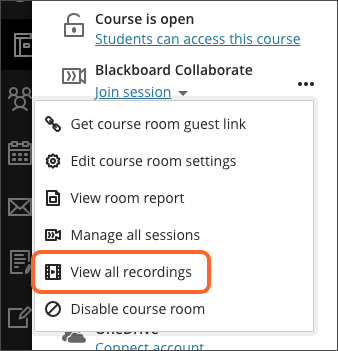 Course is open
Students can access this course
Blackboard Collaborate
Join session
Get course room guest link
Edit course room settings
View room report
Manage all sessions
View all recordings
Disable course room
OneDrive
Connect account